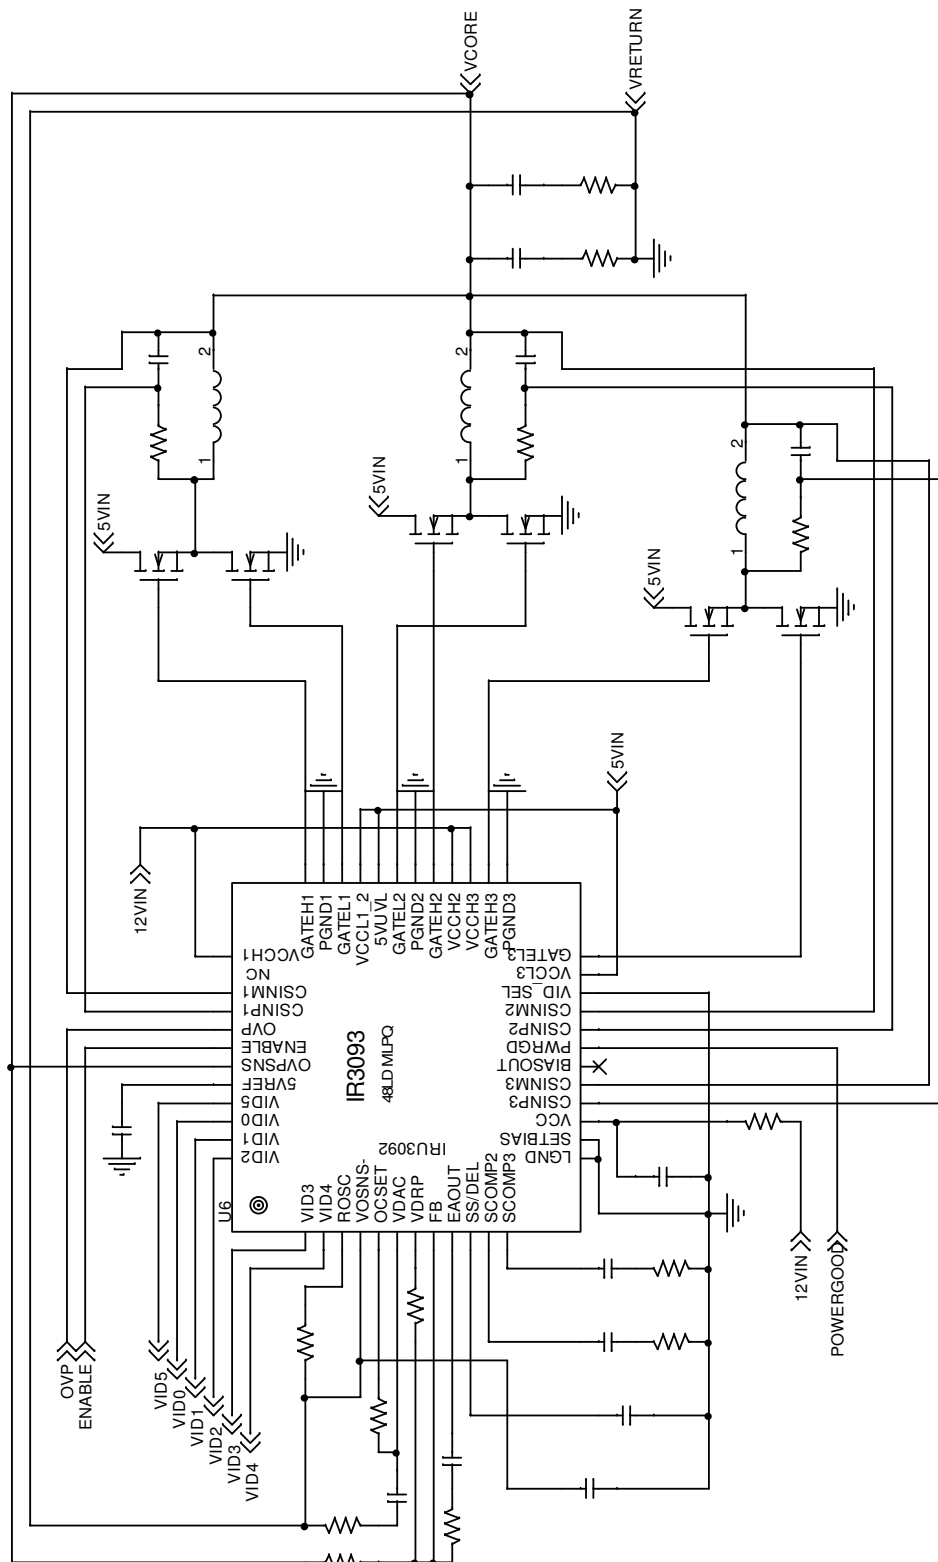 VCORE
VRETURN
2
1
5VIN
2
1
5VIN
2
1
5VIN
5VIN
12VIN
GATEH1
PGND1
GATEL1
VCCL1_2
5VUVL
GATEL2
PGND2
GATEH2
VCCH2
VCCH3
GATEH3
PGND3
VCCH1
NC
CSINM1
CSINP1
OVP
ENABLE
OVPSNS
5VREF
VID5
VID0
VID1
VID2
GATEL3
VCCL3
VID_SEL
CSINM2
CSINP2
PWRGD
BIASOUT
CSINM3
CSINP3
VCC
SETBIAS
LGND
IR3093
48LD MLPQ
IRU3092
U6
VID3
VID4
ROSC
VOSNS-
OCSET
VDAC
VDRP
FB
EAOUT
SS/DEL
SCOMP2
SCOMP3
OVP
ENABLE
VID5
VID0
VID1
VID2
VID3
VID4
12VIN
POWERGOOD